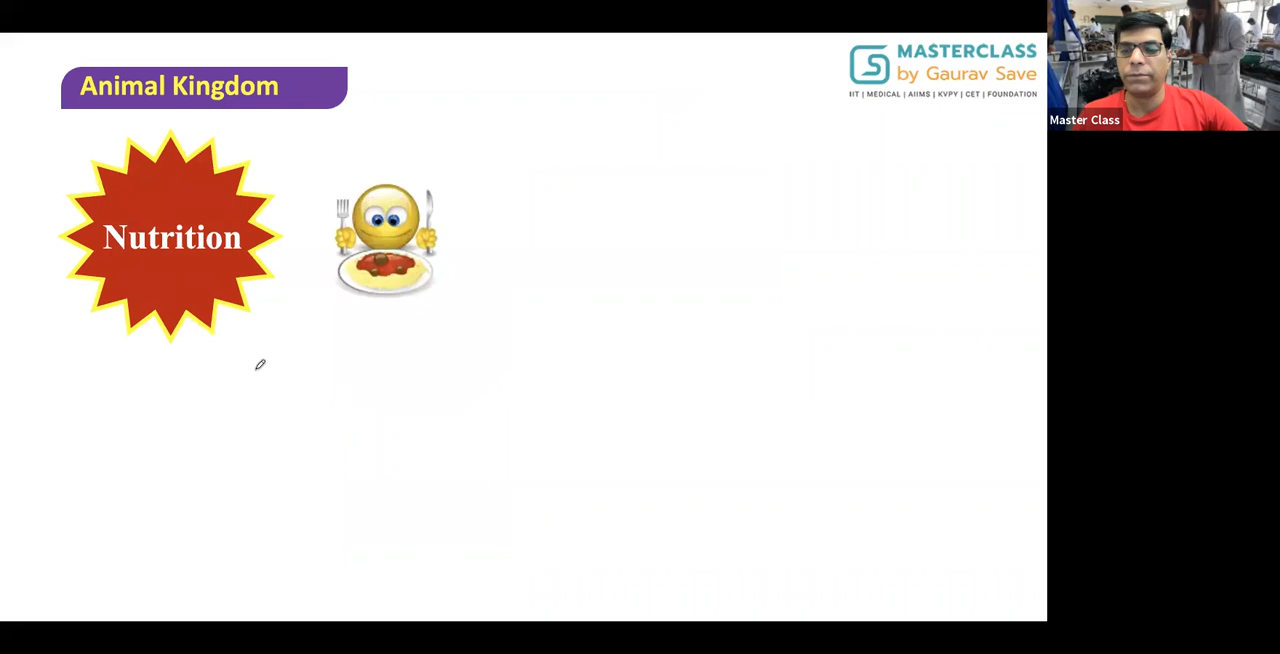 Animal Kingdom
MASTERCLASS
by Gaurav Save
IIT | MEDICAL | AIIMS | KVPY | CET | FOUNDATION
Master Class
Nutrition